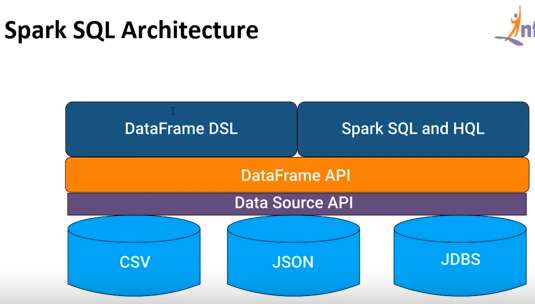 Spark SQL Architecture
DataFrame DSL
Spark SQL and HQL
DataFrame API
Data Source API
CSV
JSON
JDBS